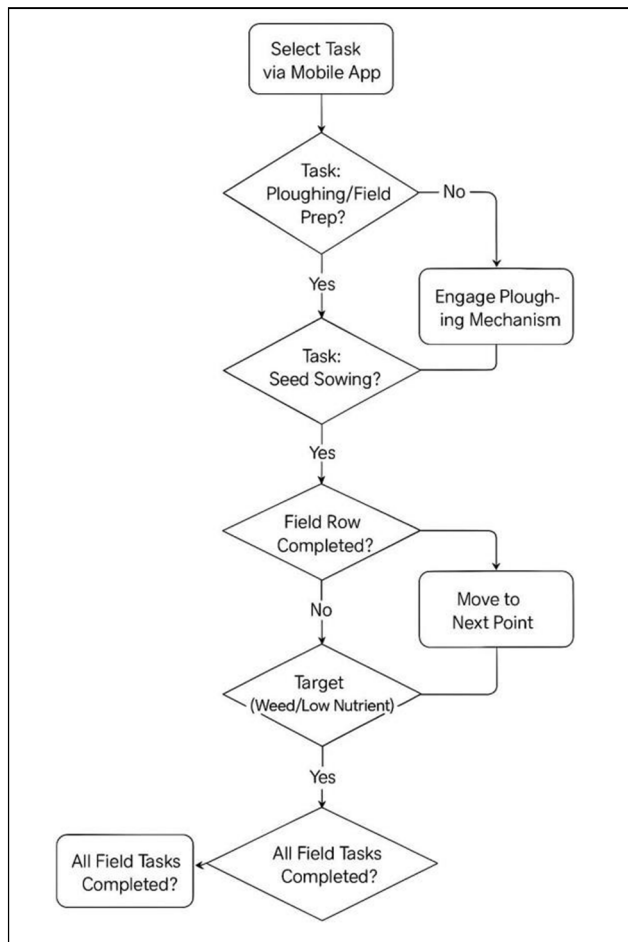 Select Task
via Mobile App
Task:
Ploughing/Field
Prep?
No
Yes
Engage Plough-
ing Mechanism
Task:
Seed Sowing?
Yes
Field Row
Completed?
No
Move to
Next Point
Target
(Weed/Low Nutrient)
Yes
All Field Tasks
Completed?
All Field Tasks
Completed?